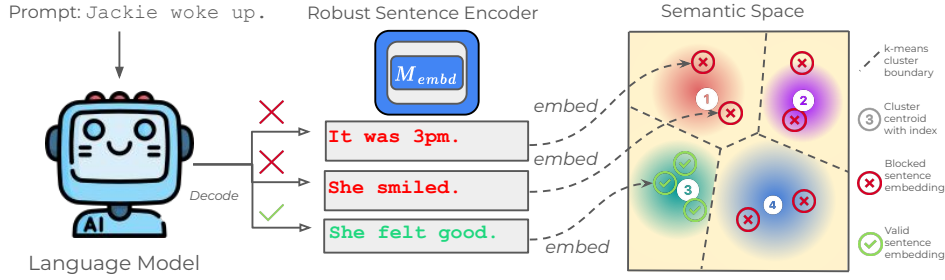 Prompt: Jackie woke up.
Robust Sentence Encoder
Semantic Space
M_embd
embed
It was 3pm.
embed
She smiled.
Decode
She felt good.
embed
AI
Language Model
1
2
3
4
k-means
cluster
boundary
3
Cluster
centroid
with index
Blocked
sentence
embedding
Valid
sentence
embedding